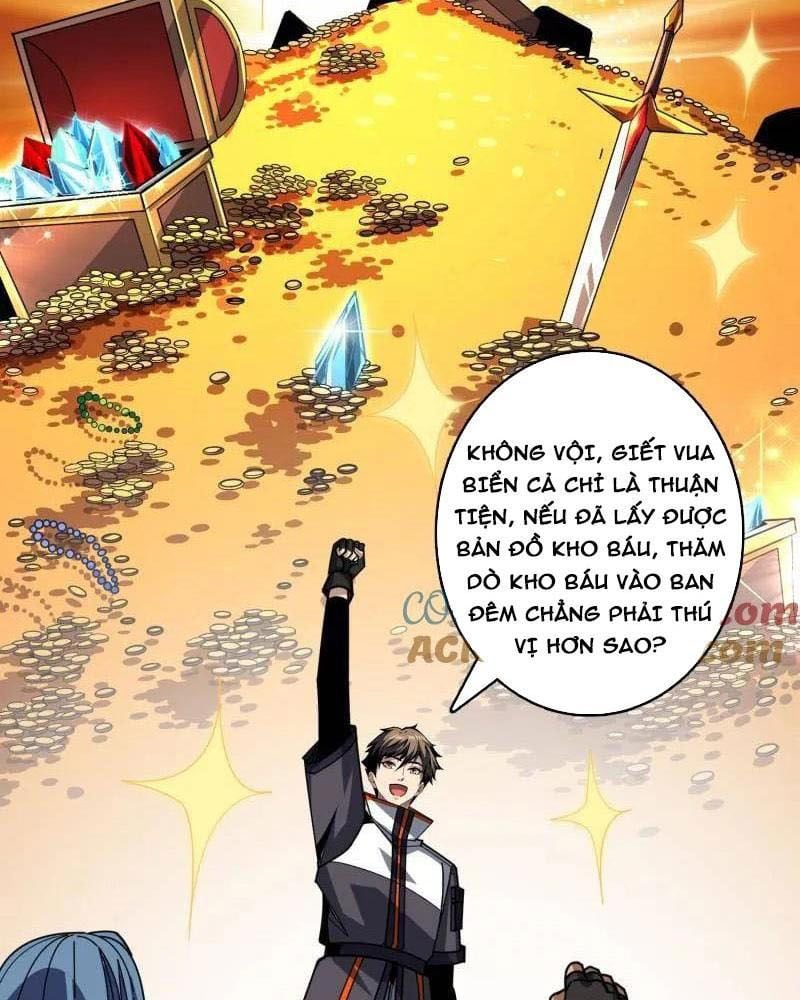 KHÔNG VỘI, GIẾT VUA
BIỂN CẢ CHỈ LÀ THUẬN
TIỆN, NẾU ĐÃ LẤY ĐƯỢC
BẢN ĐỒ KHO BÁU, THĂM
DÒ KHO BÁU VÀO BAN
ĐÊM CHẲNG PHẢI THÚ
VỊ HƠN SAO?